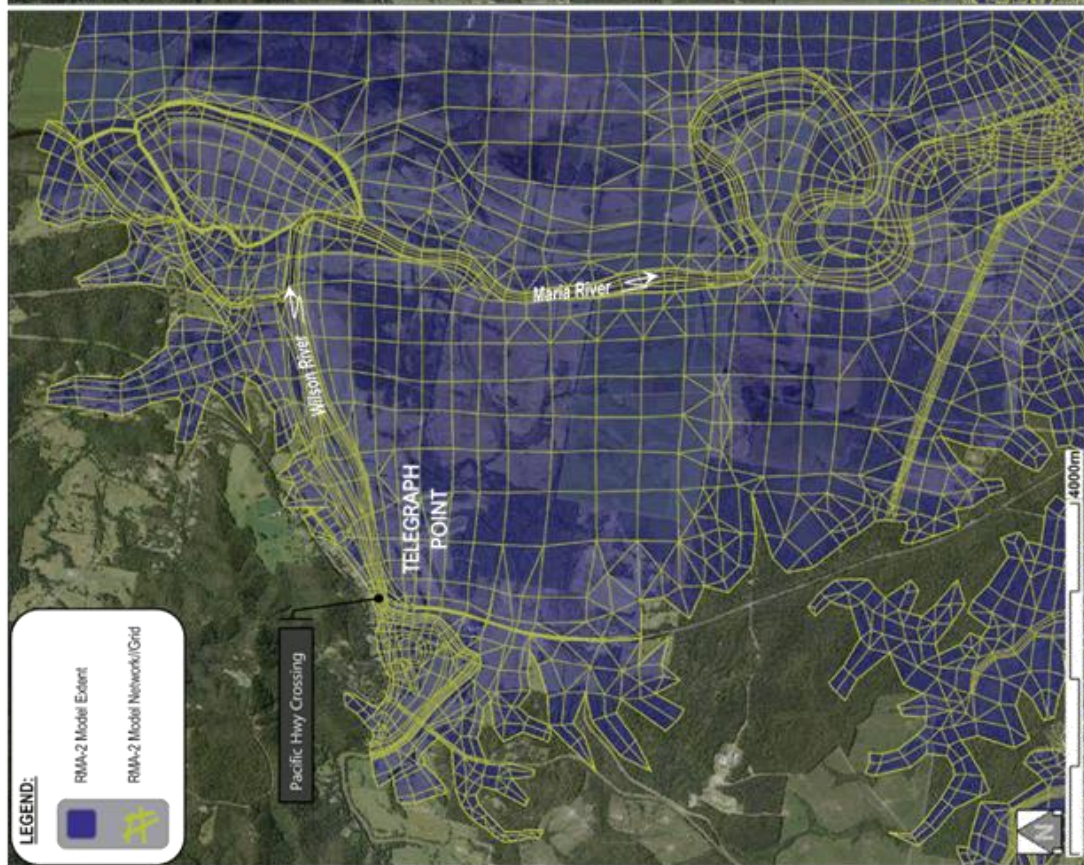 LEGEND:
RMA-2 Model Extent
RMA-2 Model Network//Grid
Pacific Hwy Crossing
TELEGRAPH
POINT
Wilson River
Maria River
N
4000m